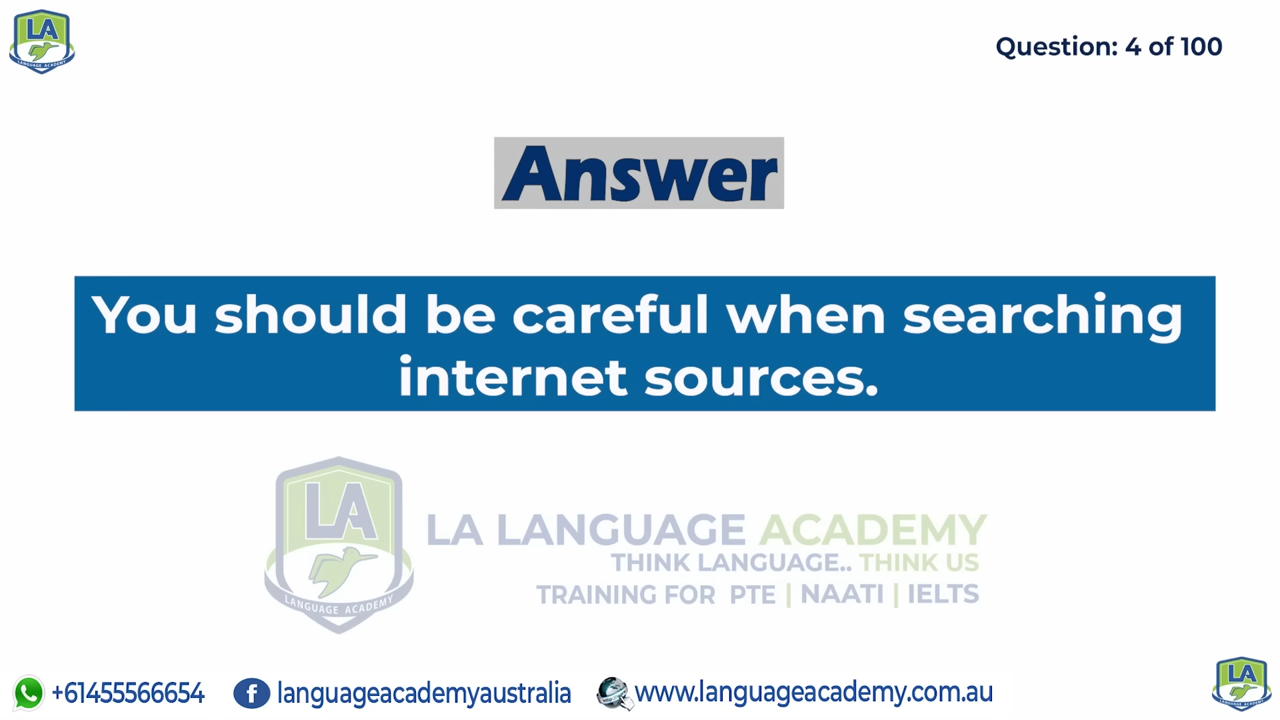 LA
LANGUAGE ACADEMY
Question: 4 of 100
Answer
You should be careful when searching
internet sources.
LA
LANGUAGE ACADEMY
LA LANGUAGE ACADEMY
THINK LANGUAGE.. THINK US
TRAINING FOR PTE | NAATI | IELTS
+61455566654
languageacademyaustralia
www.languageacademy.com.au
LA
LANGUAGE ACADEMY